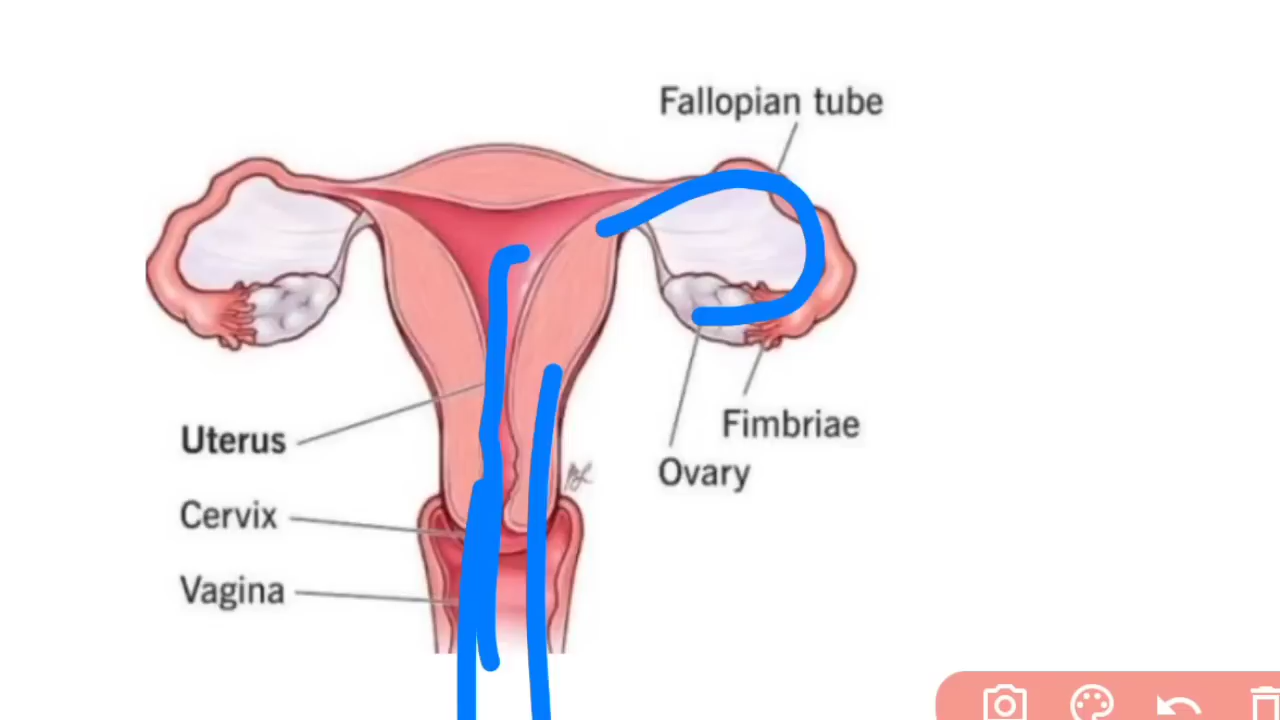 Fallopian tube
Uterus
Fimbriae
Ovary
Cervix
Vagina